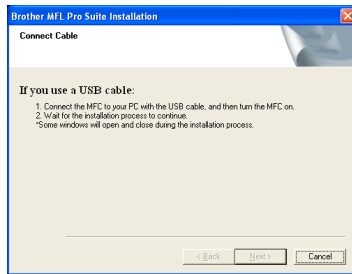 Brother MFL Pro Suite Installation
Connect Cable
If you use a USB cable:
1. Connect the MFC to your PC with the USB cable, and then turn the MFC on.
2. Wait for the installation process to continue.
*Some windows will open and close during the installation process.
< Back Next > Cancel